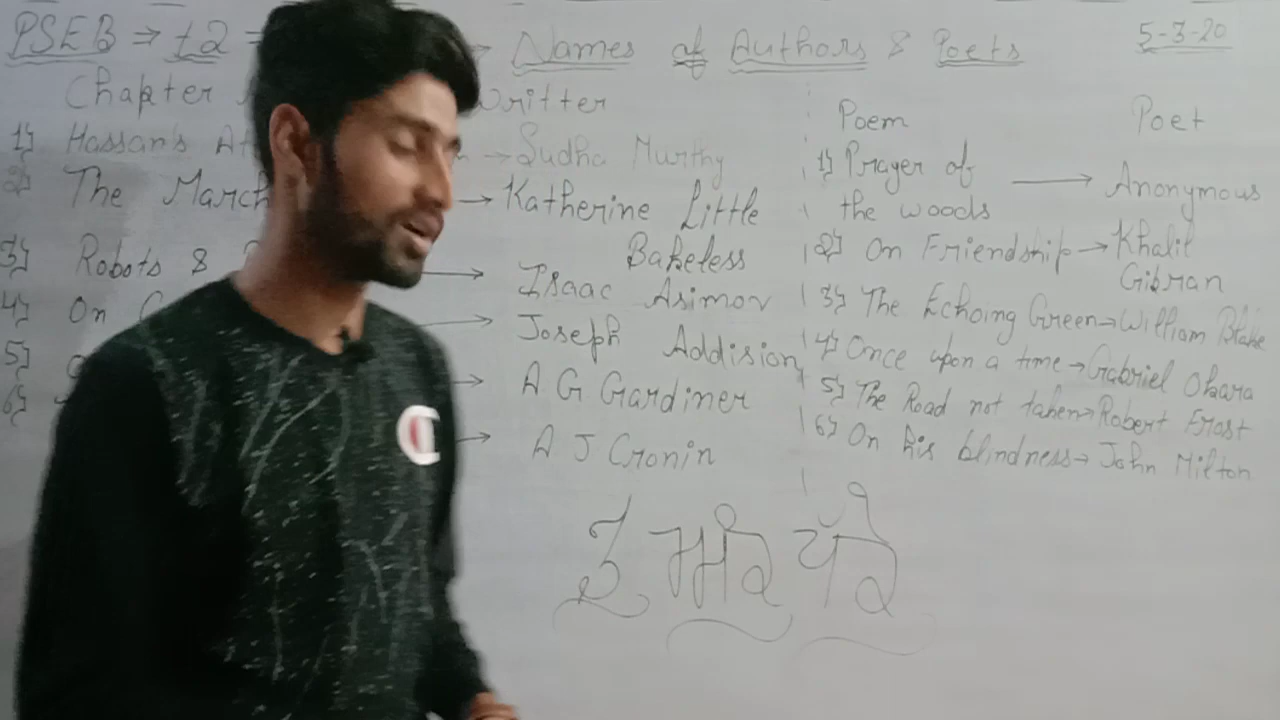 PSEB ⇒ +2 = → Names of Authors & Poets 5-3-20
Chapter Writter
1} Hassan's At → Sudha Murthy
2} The March → Katherine Little
Bakeless
3} Robots & → Isaac Asimov
4} On → Joseph Addision
5} → A G Gardiner
6} → A J Cronin
Poem Poet
1} Prayer of
the woods → Anonymous
2} On Friendship → Khalil
Gibran
3} The Echoing Green → William Blake
4} Once upon a time → Gabriel Okara
5} The Road not taken → Robert Frost
6} On his blindness → John Milton
3 ਅੰਕ ਪੱਕੇ